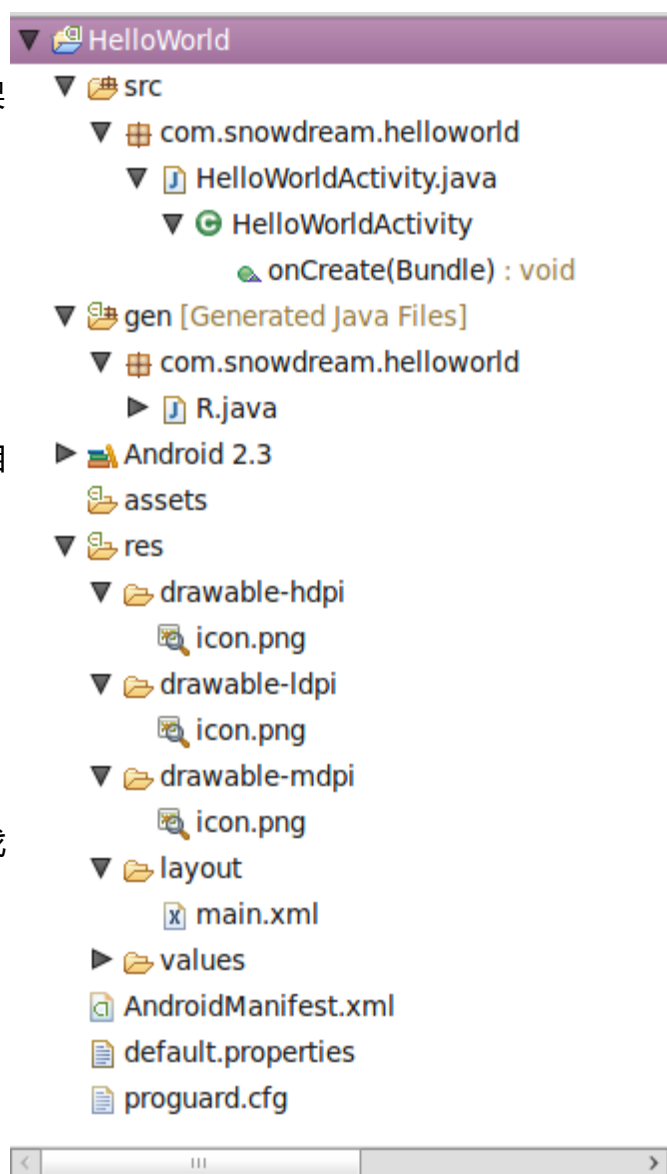 HelloWorld
src
com.snowdream.helloworld
HelloWorldActivity.java
HelloWorldActivity
onCreate(Bundle) : void
gen [Generated Java Files]
com.snowdream.helloworld
R.java
Android 2.3
assets
res
drawable-hdpi
icon.png
drawable-ldpi
icon.png
drawable-mdpi
icon.png
layout
main.xml
values
AndroidManifest.xml
default.properties
proguard.cfg